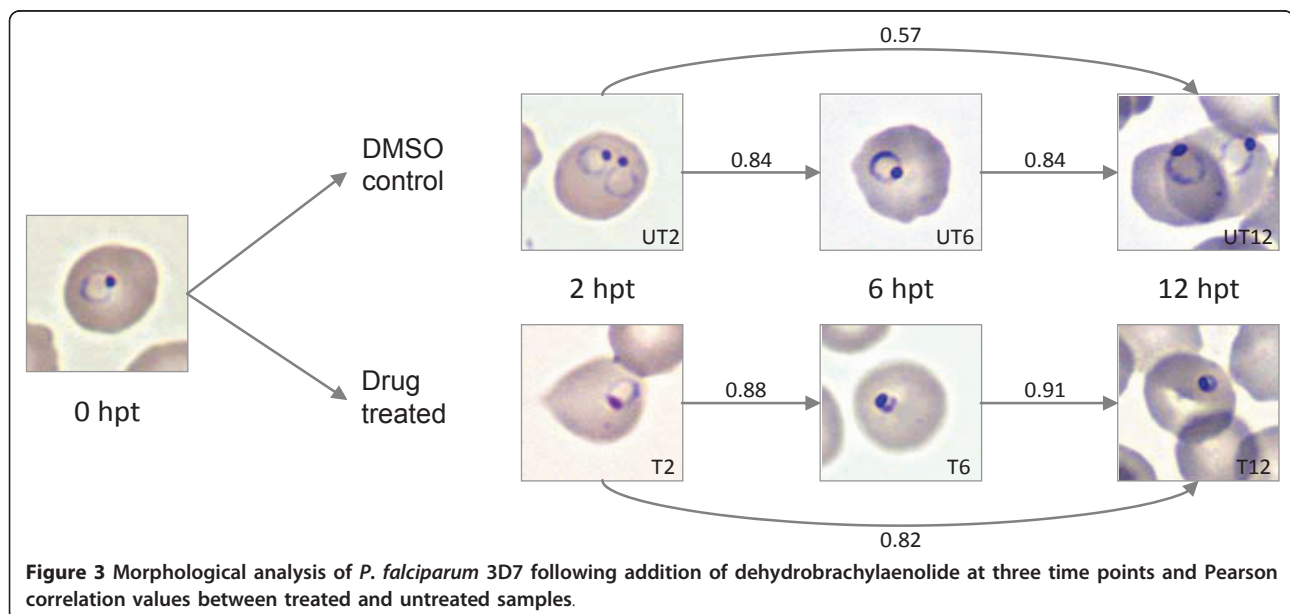 0.57
DMSO
control
0.84
0.84
UT2
UT6
UT12
2 hpt
6 hpt
12 hpt
0 hpt
Drug
treated
0.88
0.91
T2
T6
T12
0.82
Figure 3 Morphological analysis of P. falciparum 3D7 following addition of dehydrobrachylaenolide at three time points and Pearson
correlation values between treated and untreated samples.